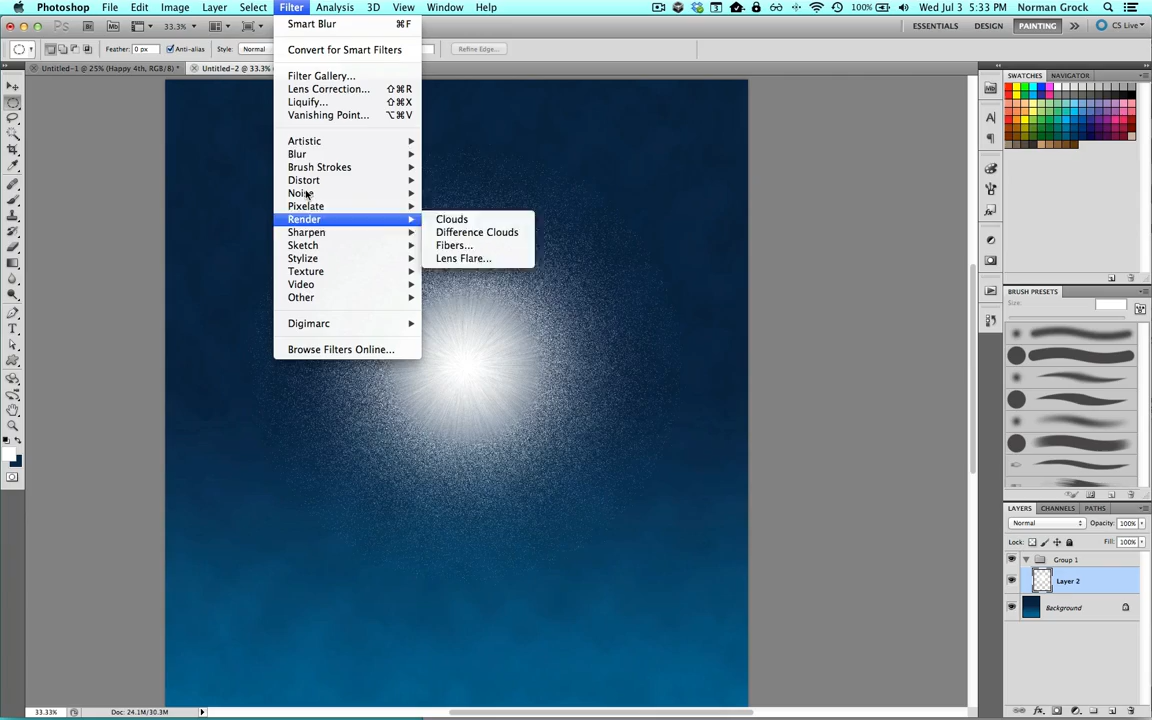 Photoshop File Edit Image Layer Select Filter Analysis 3D View Window Help 100% Wed Jul 3 5:33 PM Norman Grock
Br Mb 33.3% ESSENTIALS DESIGN PAINTING CS Live
Feather: 0 px Anti-alias Style: Normal Refine Edge...
Untitled-1 @ 25% (Happy 4th, RGB/8) * Untitled-2 @ 33.3%
Smart Blur ⌘F
Convert for Smart Filters
Filter Gallery...
Lens Correction... ⇧⌘R
Liquify... ⇧⌘X
Vanishing Point... ⌥⌘V
Artistic
Blur
Brush Strokes
Distort
Noise
Pixelate
Render
Sharpen
Sketch
Stylize
Texture
Video
Other
Digimarc
Browse Filters Online...
Clouds
Difference Clouds
Fibers...
Lens Flare...
SWATCHES NAVIGATOR
BRUSH PRESETS
Size:
LAYERS CHANNELS PATHS
Normal Opacity: 100%
Lock: Fill: 100%
Group 1
Layer 2
Background
33.33% Doc: 24.1M/30.3M